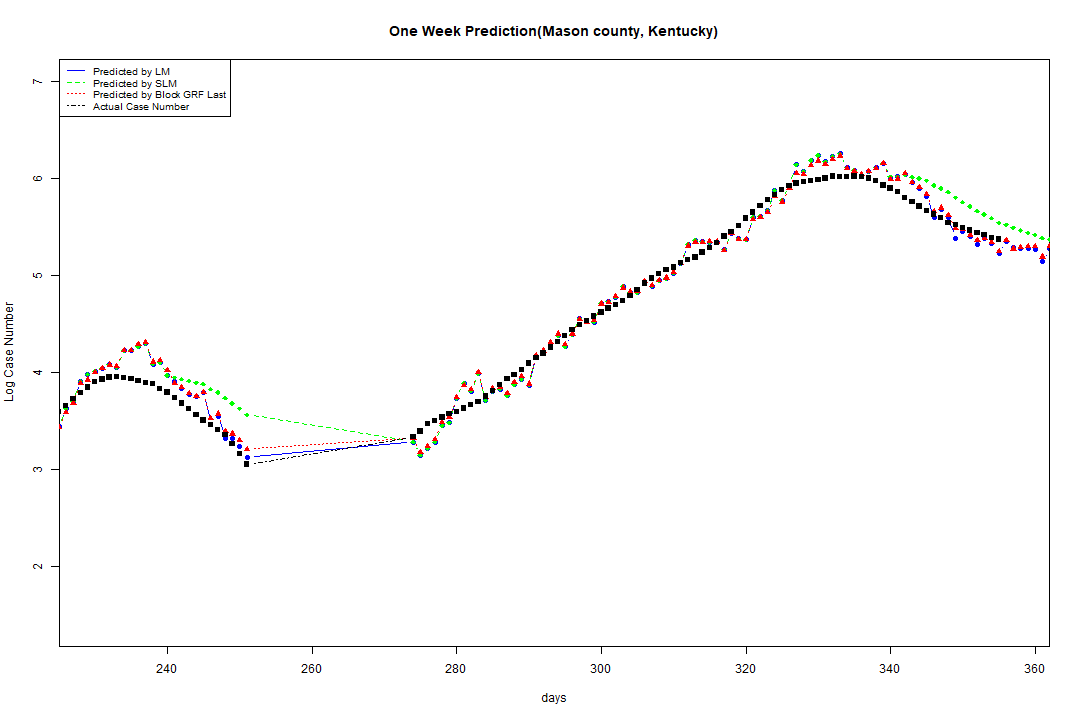 One Week Prediction(Mason county, Kentucky)
Predicted by LM
Predicted by SLM
Predicted by Block GRF Last
Actual Case Number
7
6
5
4
3
2
Log Case Number
240 260 280 300 320 340 360
days